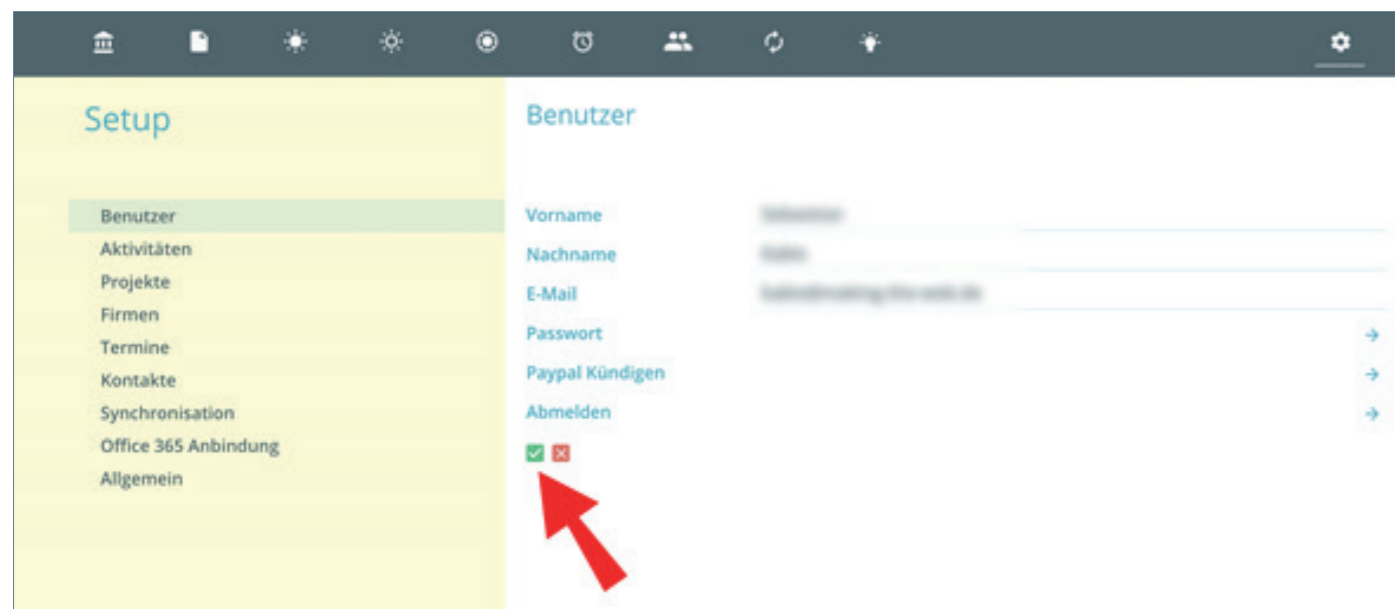 Setup
Benutzer
Aktivitäten
Projekte
Firmen
Termine
Kontakte
Synchronisation
Office 365 Anbindung
Allgemein
Benutzer
Vorname
Nachname
E-Mail
Passwort
Paypal Kündigen
Abmelden